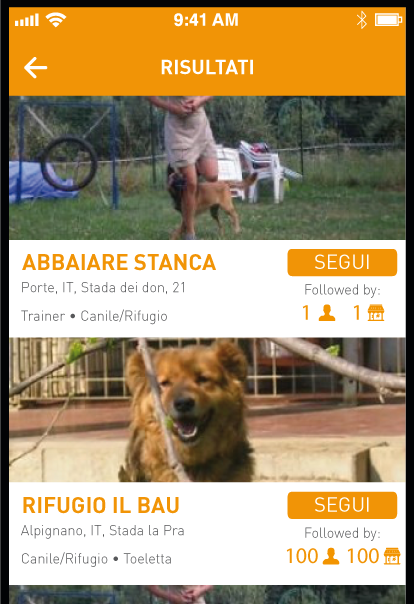 9:41 AM
RISULTATI
ABBAIARE STANCA
SEGUI
Porte, IT, Stada dei don, 21
Followed by:
1 1
Trainer • Canile/Rifugio
RIFUGIO IL BAU
SEGUI
Alpignano, IT, Stada la Pra
Followed by:
100 100
Canile/Rifugio • Toeletta